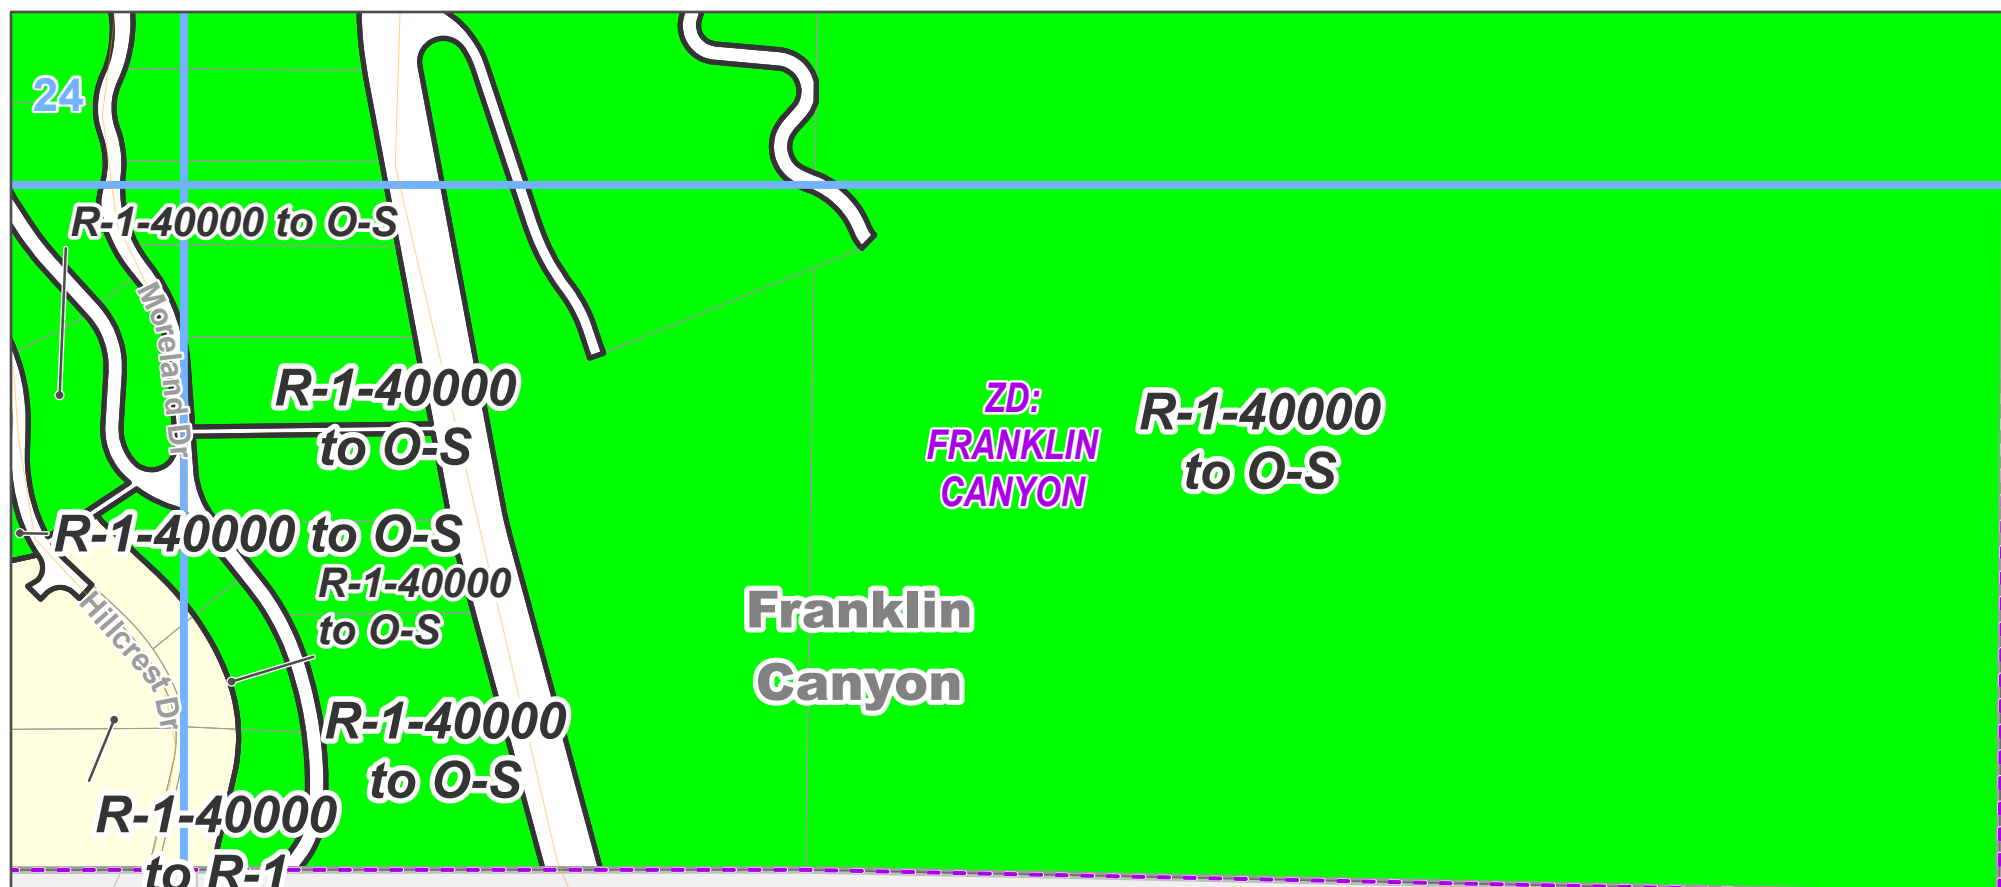 24
R-1-40000 to O-S
Moreland Dr
R-1-40000
to O-S
ZD:
FRANKLIN
CANYON
R-1-40000
to O-S
R-1-40000 to O-S
R-1-40000
to O-S
Hillcrest Dr
Franklin
Canyon
R-1-40000
to O-S
R-1-40000
to R-1